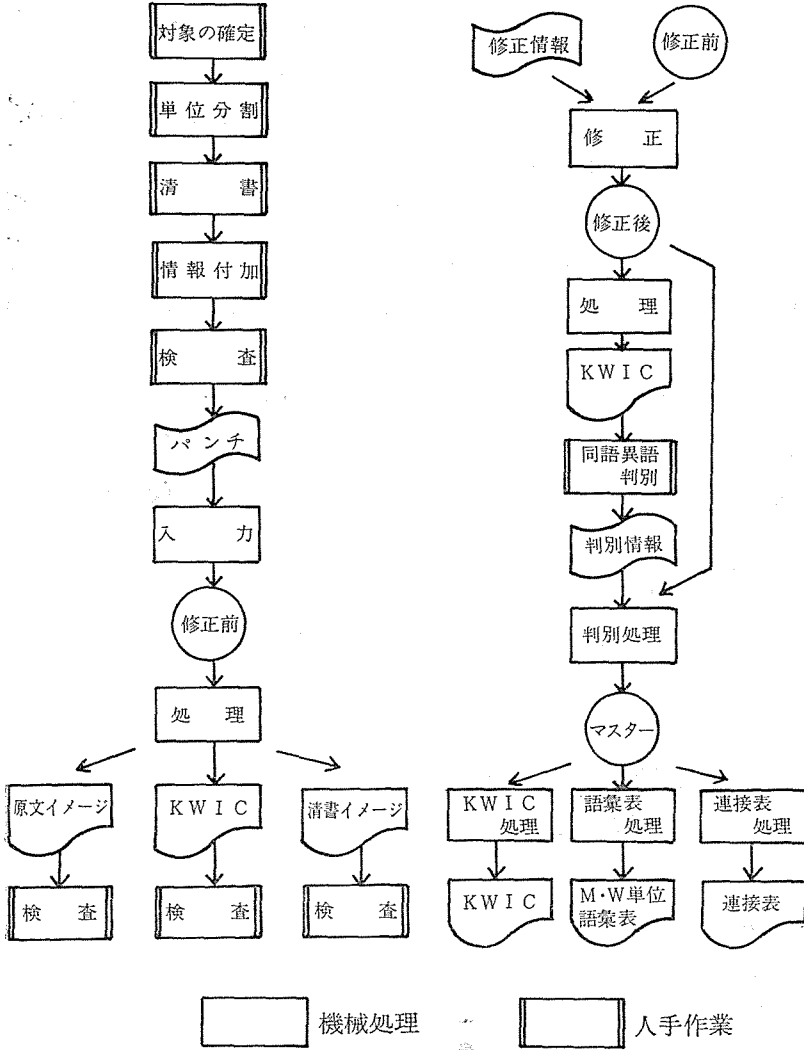 対象の確定
単位分割
清書
情報付加
検査
パンチ
入力
修正前
処理
原文イメージ
KWIC
清書イメージ
検査
検査
検査
修正情報
修正前
修正
修正後
処理
KWIC
同語異語
判別
判別情報
判別処理
マスター
KWIC
処理
語彙表
処理
連接表
処理
KWIC
M・W単位
語彙表
連接表
機械処理
人手作業